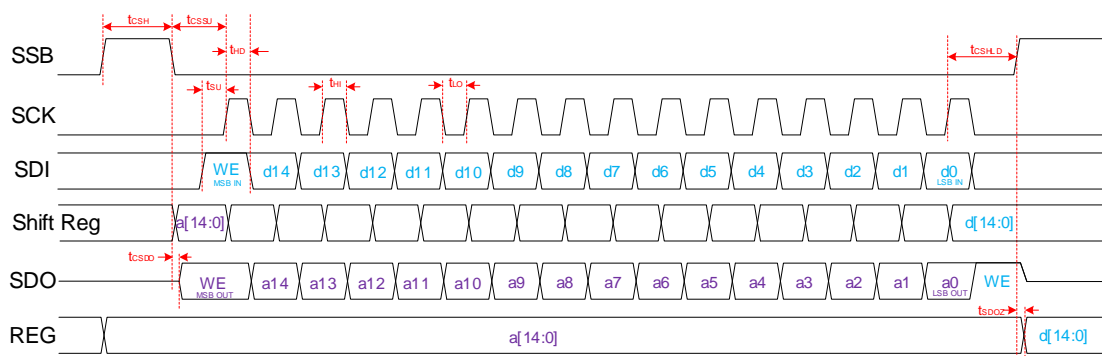 tCSH tCSSU
SSB tHD tCSHLD
tSU tHI tLO
SCK
SDI WE d14 d13 d12 d11 d10 d9 d8 d7 d6 d5 d4 d3 d2 d1 d0
MSB IN LSB IN
Shift Reg a[14:0] d[14:0]
tCSDO
SDO WE a14 a13 a12 a11 a10 a9 a8 a7 a6 a5 a4 a3 a2 a1 a0 WE
MSB OUT LSB OUT
tSDOZ
REG a[14:0] d[14:0]